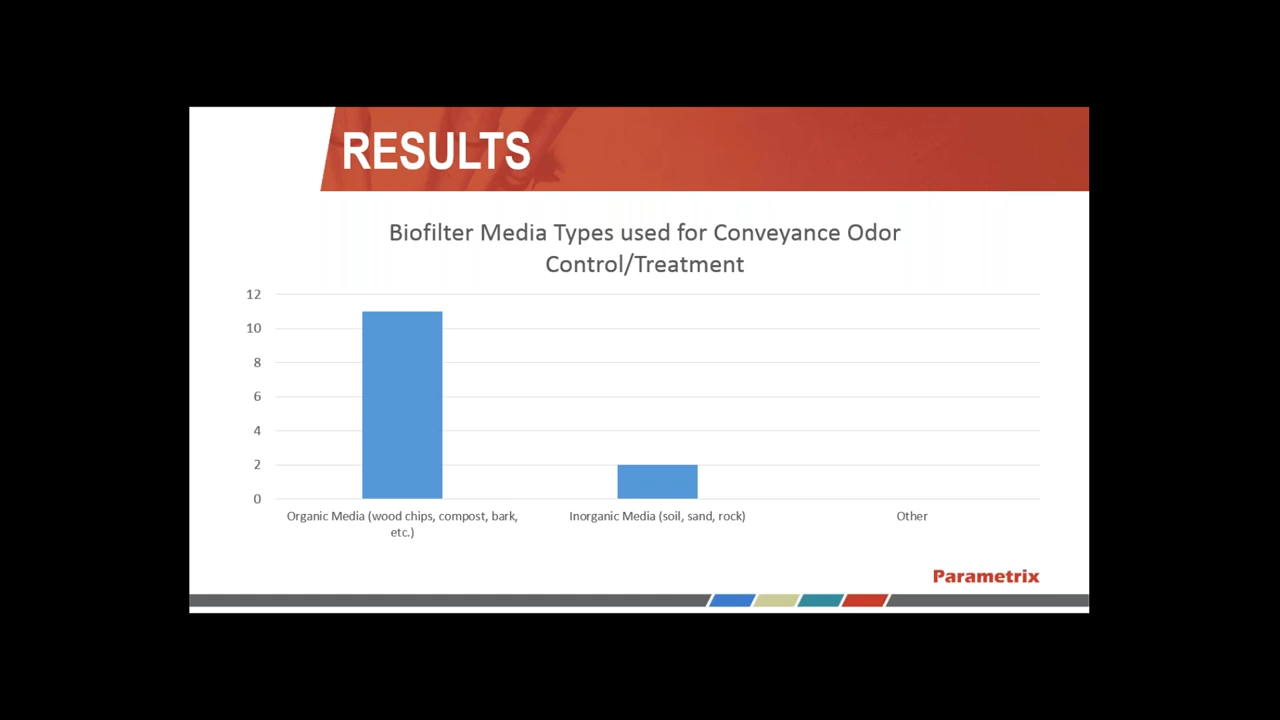 RESULTS
Biofilter Media Types used for Conveyance Odor
Control/Treatment
12
10
8
6
4
2
0
Organic Media (wood chips, compost, bark,
etc.)
Inorganic Media (soil, sand, rock)
Other
Parametrix